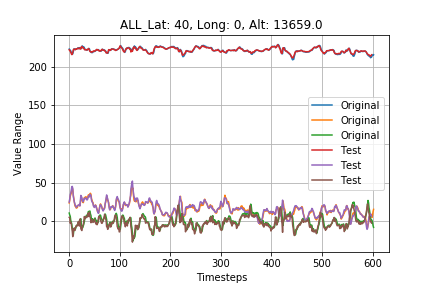 ALL_Lat: 40, Long: 0, Alt: 13659.0
Value Range
200
150
100
50
0
Original
Original
Original
Test
Test
Test
0 100 200 300 400 500 600
Timesteps